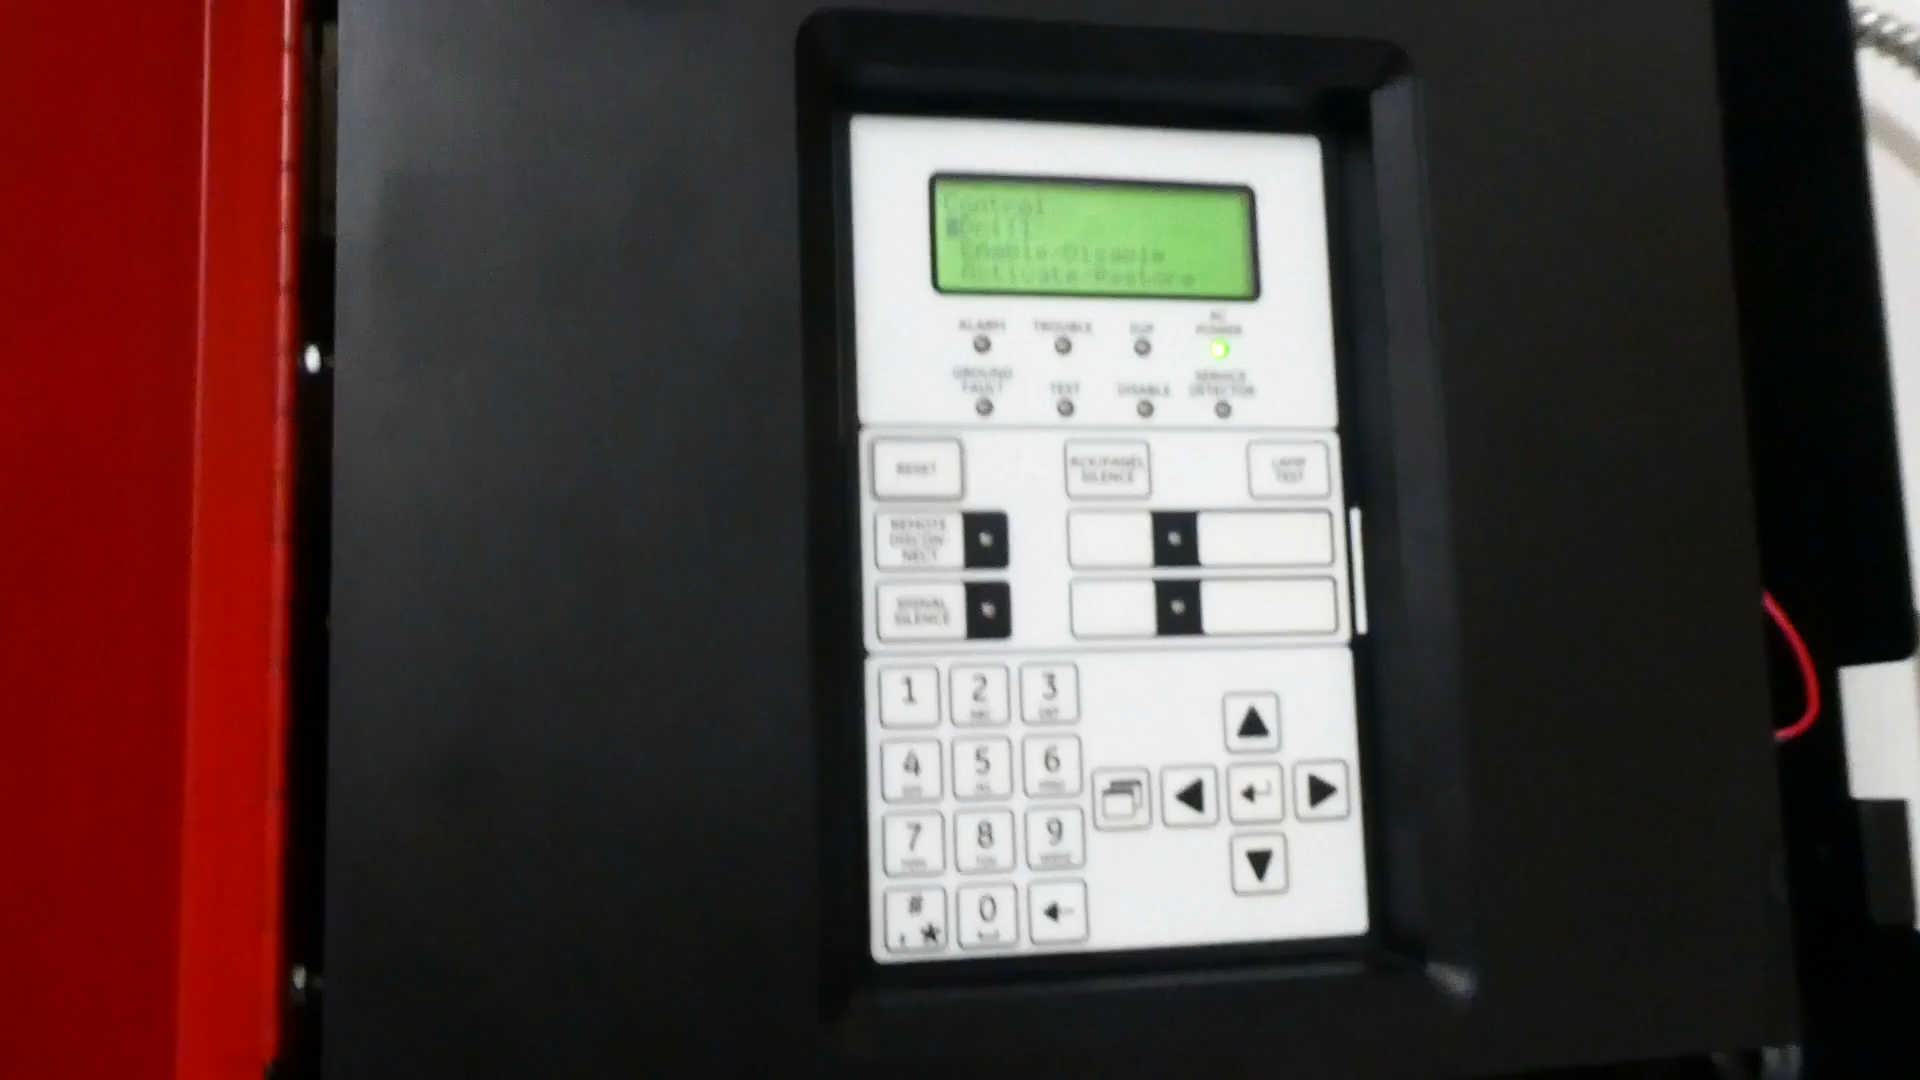 Control
Drill
Enable/Disable
Activate/Restore
ALARM
TROUBLE
SUP
AC POWER
GROUND FAULT
TEST
DISABLE
SERVICE DETECTOR
RESET
ACK/PANEL SILENCE
LAMP TEST
REMOTE DISCON-NECT
SIGNAL SILENCE
1 2 3
4 5 6
7 8 9
# 0
, ★